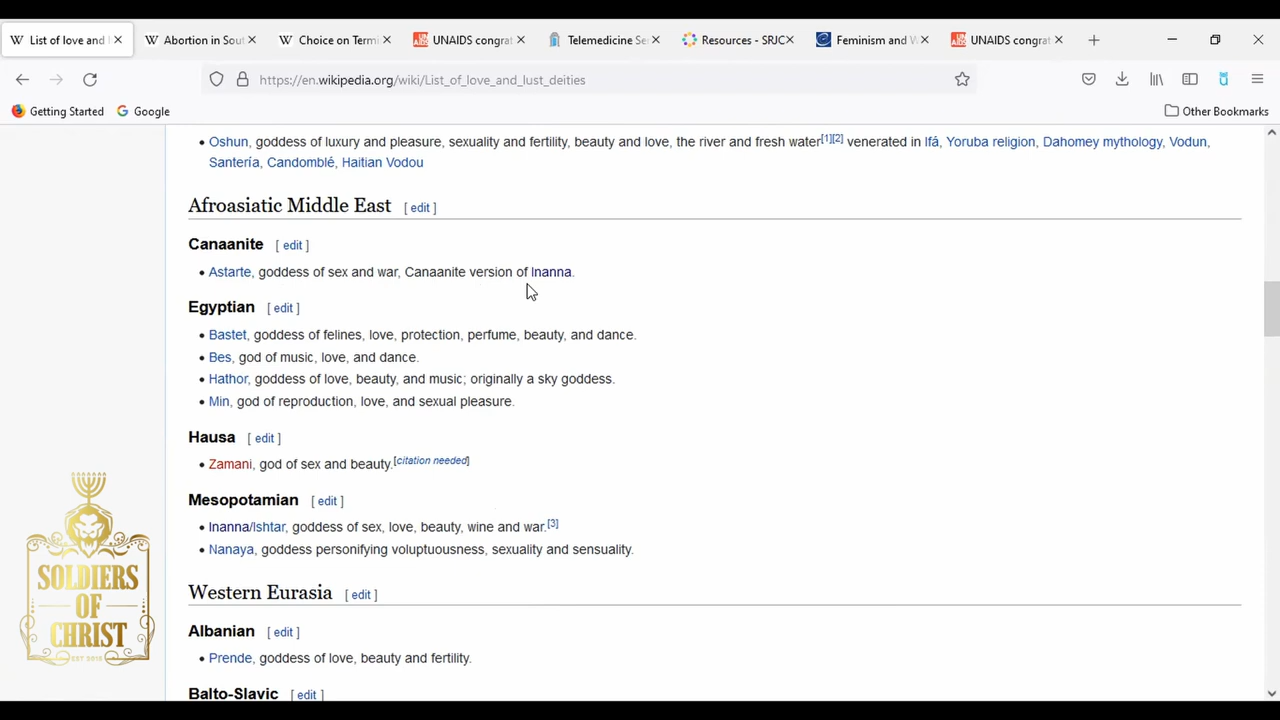 List of love and
Abortion in Sout
Choice on Termi
UNAIDS congrat
Telemedicine Se
Resources - SRJC
Feminism and W
UNAIDS congrat
https://en.wikipedia.org/wiki/List_of_love_and_lust_deities
Getting Started
Google
Other Bookmarks
• Oshun, goddess of luxury and pleasure, sexuality and fertility, beauty and love, the river and fresh water[1][2] venerated in Ifá, Yoruba religion, Dahomey mythology, Vodun,
Santería, Candomblé, Haitian Vodou
Afroasiatic Middle East [ edit ]
Canaanite [ edit ]
• Astarte, goddess of sex and war, Canaanite version of Inanna.
Egyptian [ edit ]
• Bastet, goddess of felines, love, protection, perfume, beauty, and dance.
• Bes, god of music, love, and dance.
• Hathor, goddess of love, beauty, and music; originally a sky goddess.
• Min, god of reproduction, love, and sexual pleasure.
Hausa [ edit ]
• Zamani, god of sex and beauty.[citation needed]
Mesopotamian [ edit ]
• Inanna/Ishtar, goddess of sex, love, beauty, wine and war.[3]
• Nanaya, goddess personifying voluptuousness, sexuality and sensuality.
Western Eurasia [ edit ]
Albanian [ edit ]
• Prende, goddess of love, beauty and fertility.
Balto-Slavic [ edit ]
SOLDIERS
OF
CHRIST